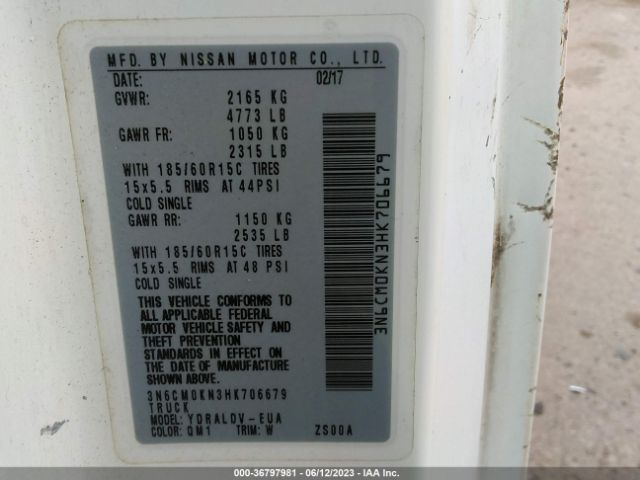 MFD. BY NISSAN MOTOR CO., LTD.
DATE: 02/17
GVWR: 2165 KG
4773 LB
GAWR FR: 1050 KG
2315 LB
WITH 185/60R15C TIRES
15x5.5 RIMS AT 44PSI
COLD SINGLE
GAWR RR: 1150 KG
2535 LB
WITH 185/60R15C TIRES
15x5.5 RIMS AT 48 PSI
COLD SINGLE
THIS VEHICLE CONFORMS TO
ALL APPLICABLE FEDERAL
MOTOR VEHICLE SAFETY AND
THEFT PREVENTION
STANDARDS IN EFFECT ON
THE DATE OF MANUFACTURE
SHOWN ABOVE.
3N6CM0KN3HK706679
TRUCK
MODEL: YDRALDV-EUA
COLOR: QM1 TRIM: W ZS00A
3N6CM0KN3HK706679
000-36797981 - 06/12/2023 - IAA Inc.